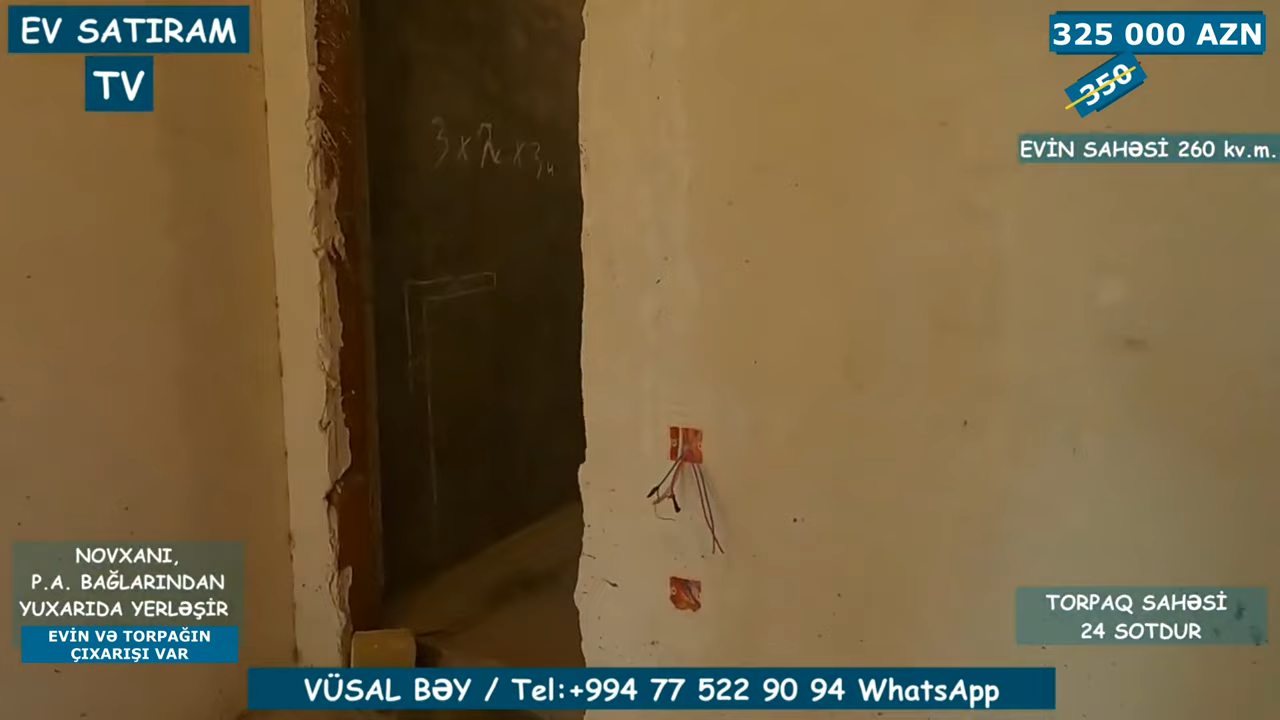 EV SATIRAM
TV
325 000 AZN
350
EVİN SAHƏSİ 260 kv.m.
NOVXANI,
P.A. BAĞLARINDAN
YUXARIDA YERLƏŞİR
EVİN VƏ TORPAĞIN
ÇIXARIŞI VAR
TORPAQ SAHƏSİ
24 SOTDUR
VÜSAL BƏY / Tel:+994 77 522 90 94 WhatsApp